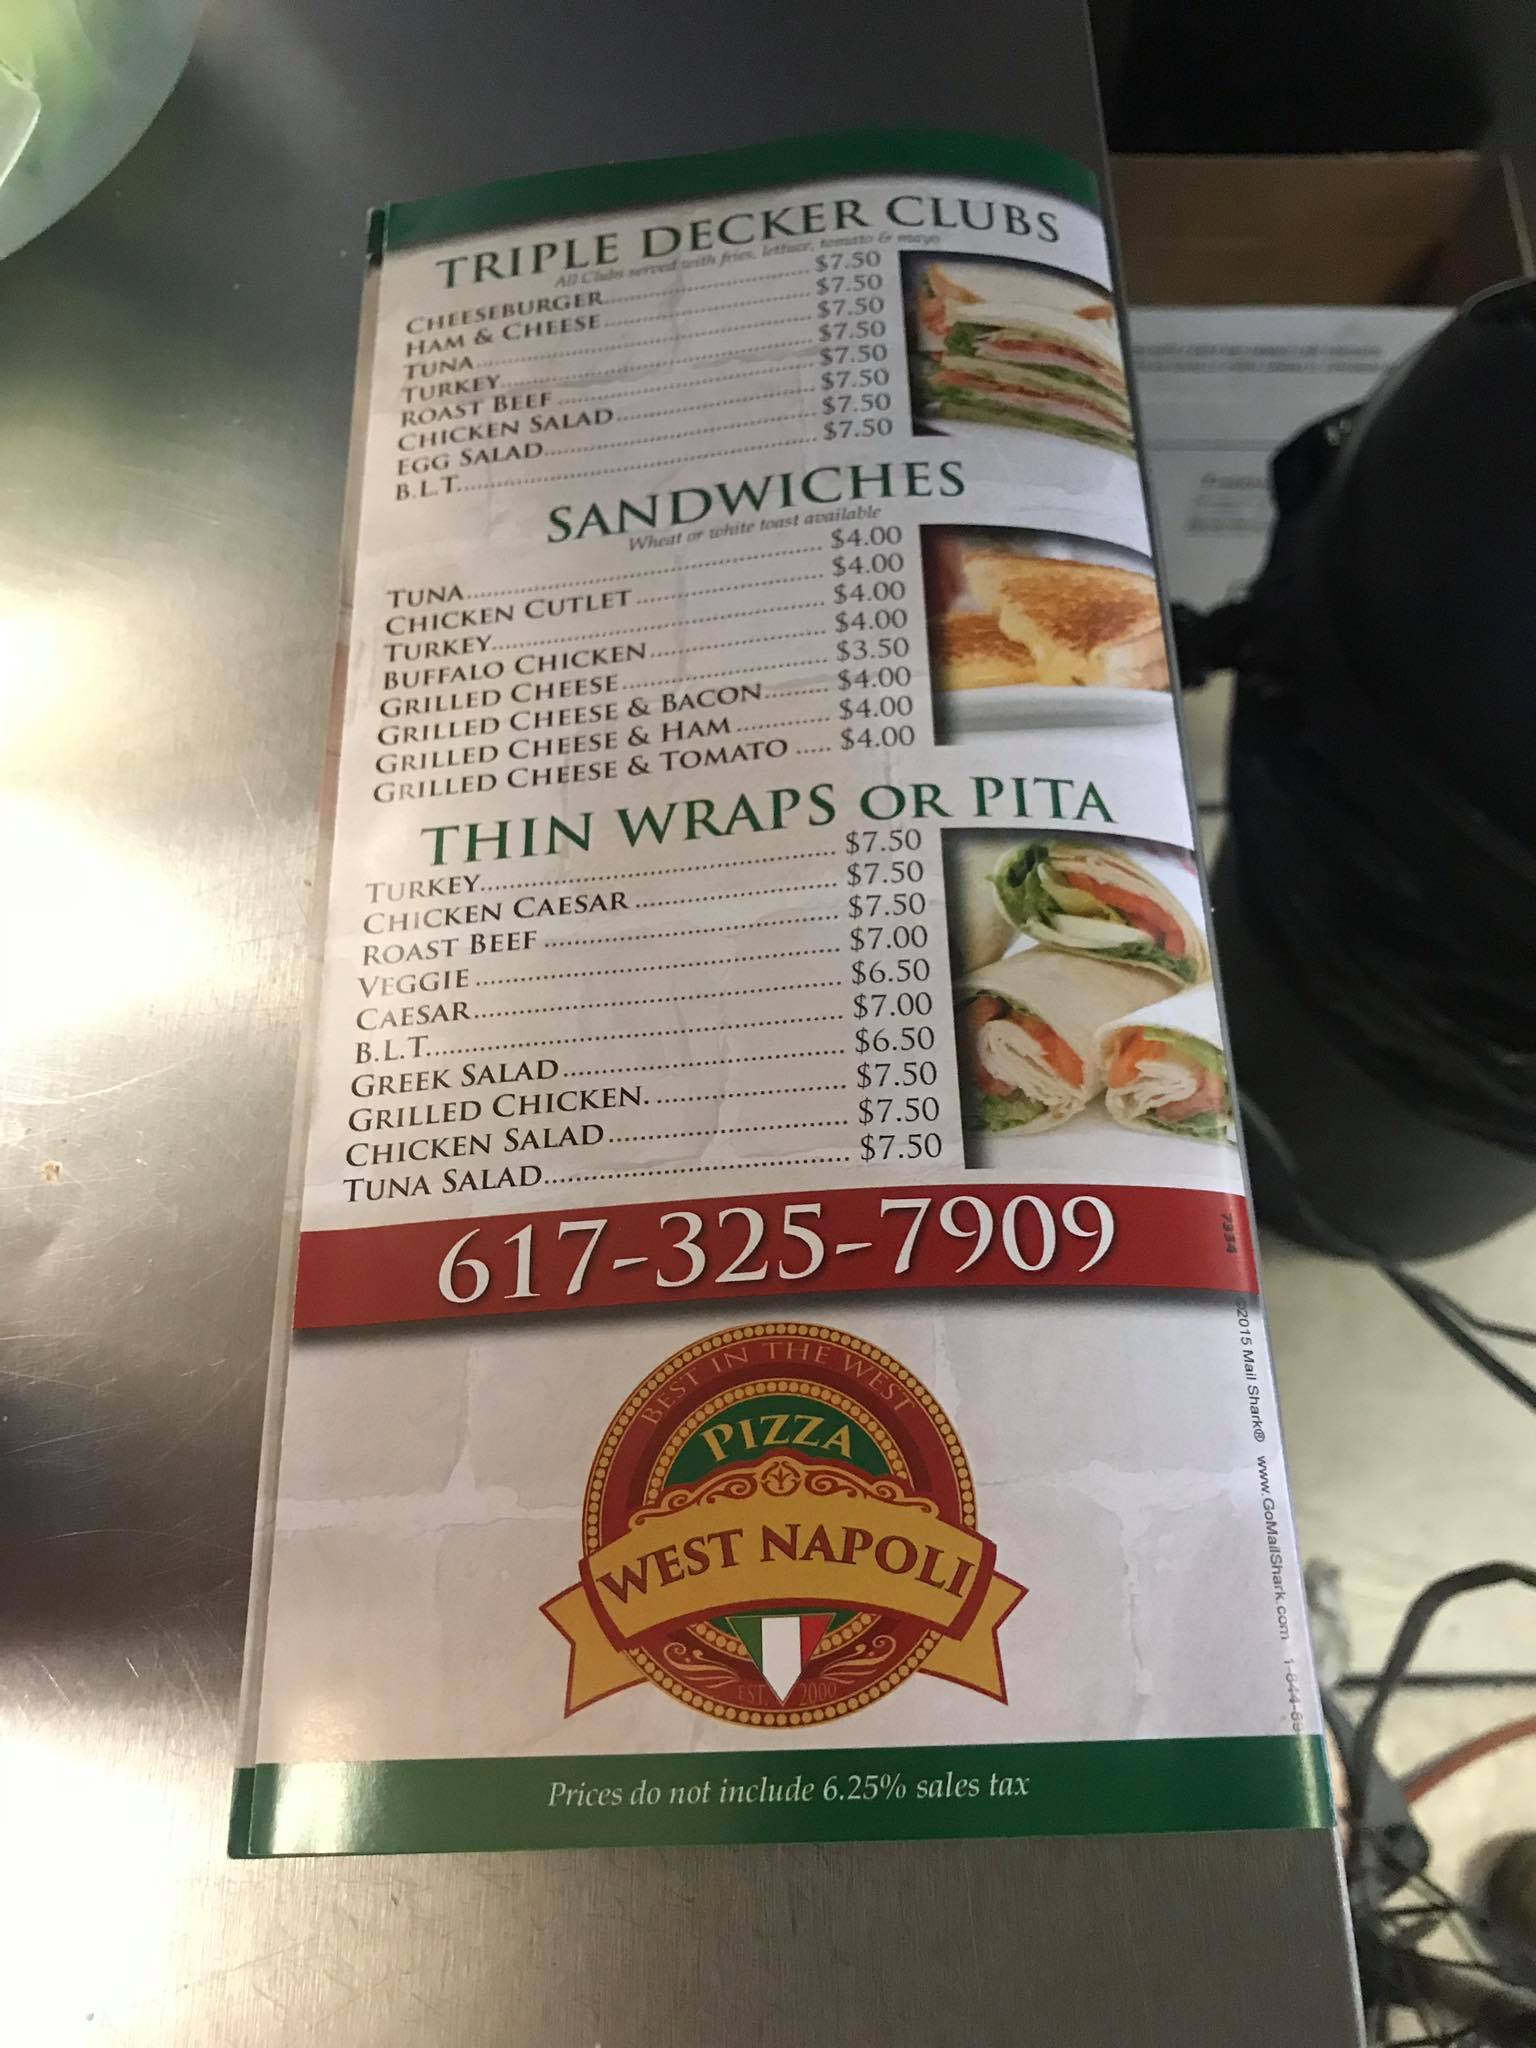 TRIPLE DECKER CLUBS
All Clubs served with fries, lettuce, tomato & mayo
CHEESEBURGER $7.50
HAM & CHEESE $7.50
TUNA $7.50
TURKEY $7.50
ROAST BEEF $7.50
CHICKEN SALAD $7.50
EGG SALAD $7.50
B.L.T. $7.50
SANDWICHES
Wheat or white toast available
TUNA $4.00
CHICKEN CUTLET $4.00
TURKEY $4.00
BUFFALO CHICKEN $4.00
GRILLED CHEESE $3.50
GRILLED CHEESE & BACON $4.00
GRILLED CHEESE & HAM $4.00
GRILLED CHEESE & TOMATO $4.00
THIN WRAPS OR PITA
TURKEY $7.50
CHICKEN CAESAR $7.50
ROAST BEEF $7.50
VEGGIE $7.00
CAESAR $6.50
B.L.T. $7.00
GREEK SALAD $6.50
GRILLED CHICKEN. $7.50
CHICKEN SALAD $7.50
TUNA SALAD $7.50
617-325-7909
7334
©2015 Mail Shark® www.GoMailShark.com 1-844-
BEST IN THE WEST
PIZZA
WEST NAPOLI
EST. 2000
Prices do not include 6.25% sales tax